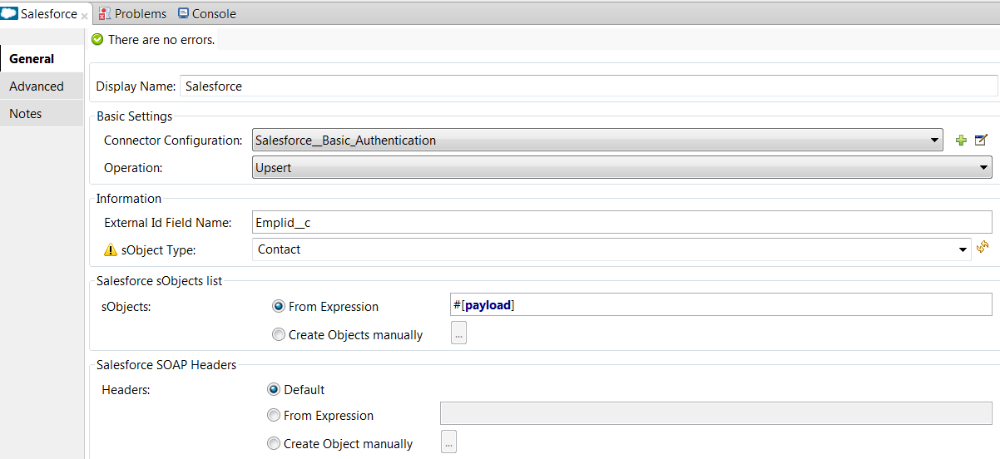 Salesforce Problems Console
There are no errors.
General
Advanced
Notes
Display Name: Salesforce
Basic Settings
Connector Configuration: Salesforce__Basic_Authentication
Operation: Upsert
Information
External Id Field Name: Emplid__c
sObject Type: Contact
Salesforce sObjects list
sObjects: From Expression #[payload]
Create Objects manually ...
Salesforce SOAP Headers
Headers: Default
From Expression
Create Object manually ...